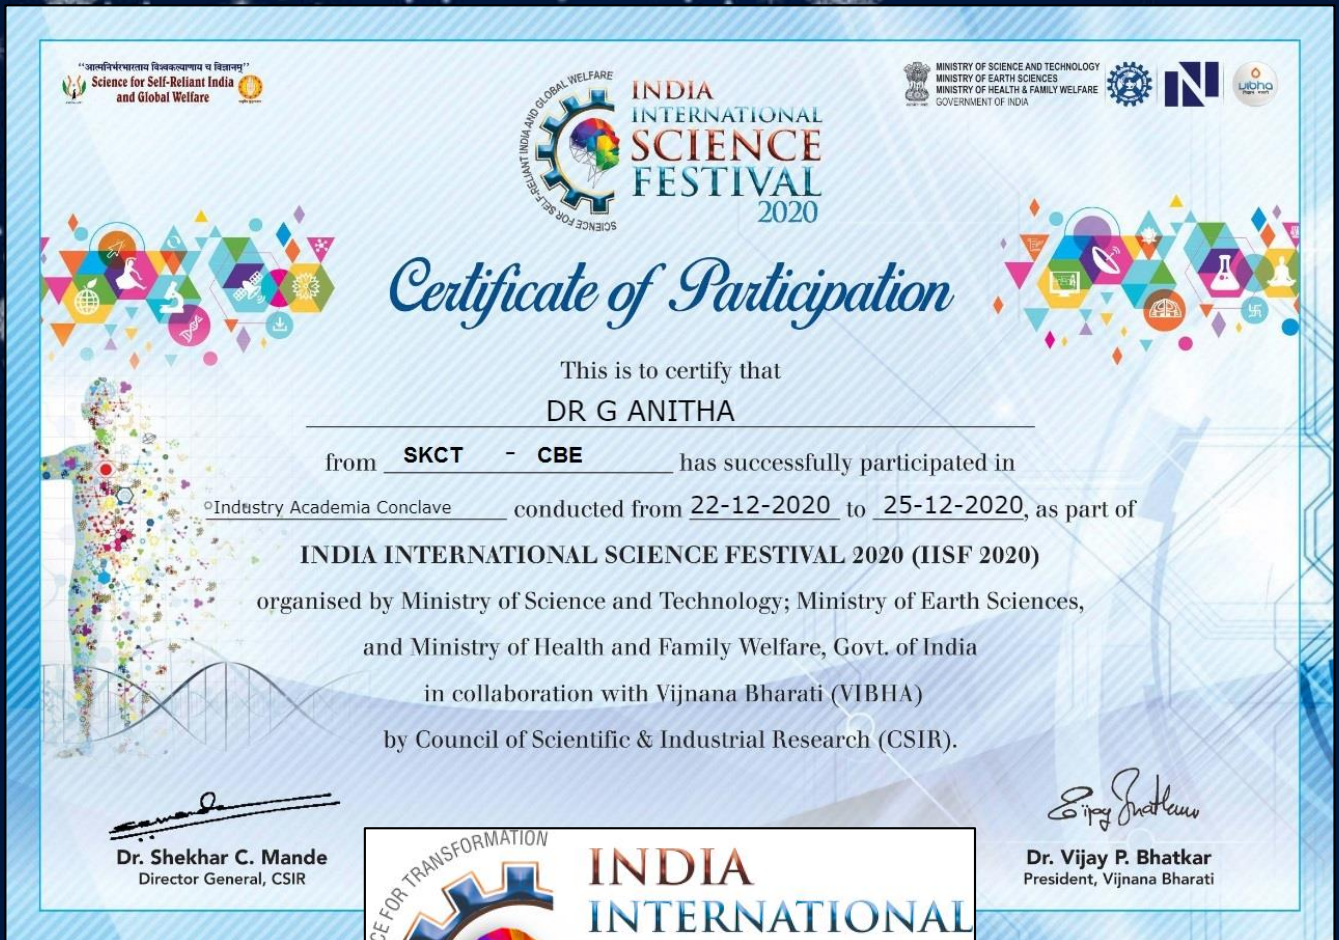 “आत्मनिर्भरभारताय विश्वकल्याणाय च विज्ञानम्”
Science for Self-Reliant India
and Global Welfare
SCIENCE FOR SELF-RELIANT INDIA AND GLOBAL WELFARE
INDIA
INTERNATIONAL
SCIENCE
FESTIVAL
2020
MINISTRY OF SCIENCE AND TECHNOLOGY
MINISTRY OF EARTH SCIENCES
MINISTRY OF HEALTH & FAMILY WELFARE
GOVERNMENT OF INDIA
vibha
Certificate of Participation
This is to certify that
DR G ANITHA
from SKCT - CBE has successfully participated in
Industry Academia Conclave conducted from 22-12-2020 to 25-12-2020, as part of
INDIA INTERNATIONAL SCIENCE FESTIVAL 2020 (IISF 2020)
organised by Ministry of Science and Technology; Ministry of Earth Sciences,
and Ministry of Health and Family Welfare, Govt. of India
in collaboration with Vijnana Bharati (VIBHA)
by Council of Scientific & Industrial Research (CSIR).
Dr. Shekhar C. Mande
Director General, CSIR
Vijay Bhatkar
Dr. Vijay P. Bhatkar
President, Vijnana Bharati
FOR TRANSFORMATION
INDIA
INTERNATIONAL